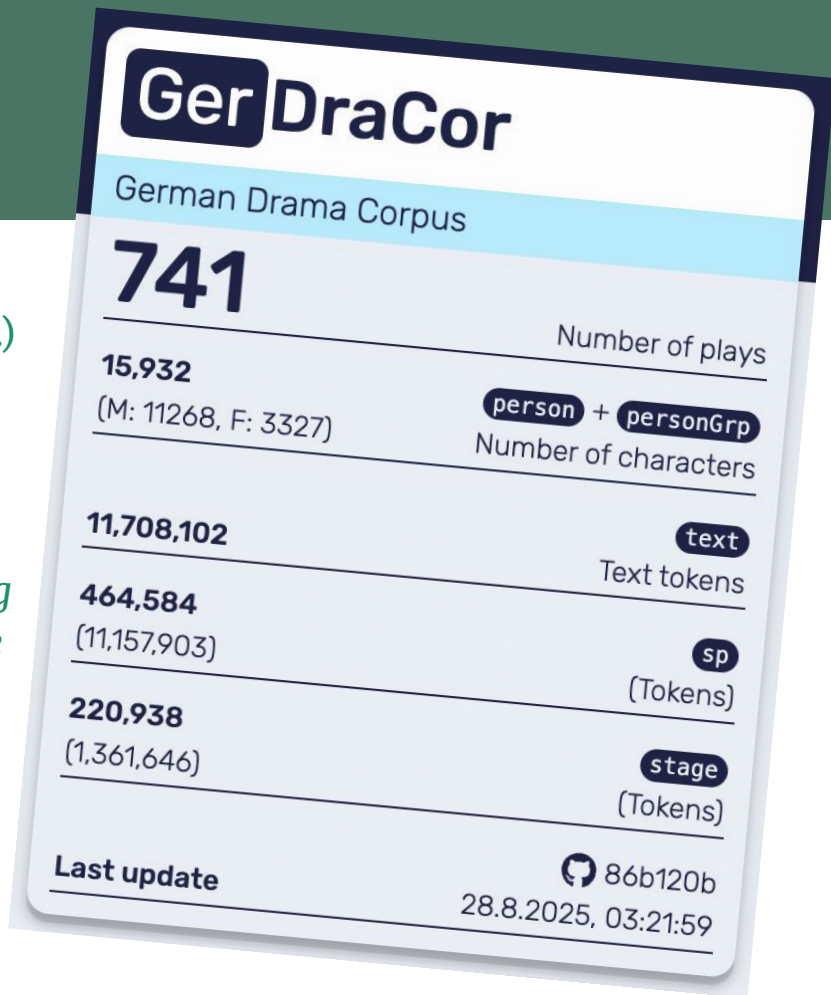 GerDraCor
German Drama Corpus
741
Number of plays
15,932
person + personGrp
(M: 11268, F: 3327)
Number of characters
11,708,102
text
Text tokens
464,584
sp
(11,157,903)
(Tokens)
220,938
stage
(1,361,646)
(Tokens)
Last update
86b120b
28.8.2025, 03:21:59
.)
g